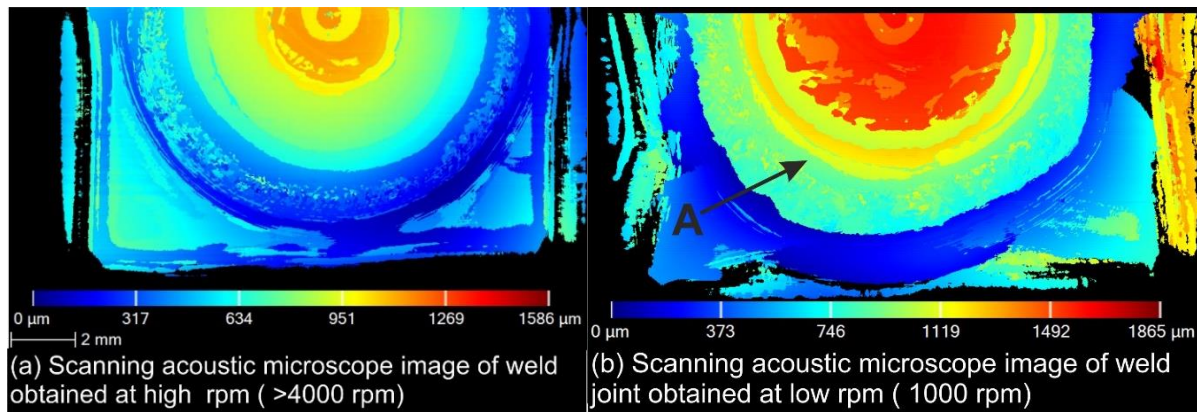 A
0 µm 317 634 951 1269 1586 µm
2 mm
(a) Scanning acoustic microscope image of weld
obtained at high rpm ( >4000 rpm)
0 µm 373 746 1119 1492 1865 µm
(b) Scanning acoustic microscope image of weld
joint obtained at low rpm ( 1000 rpm)